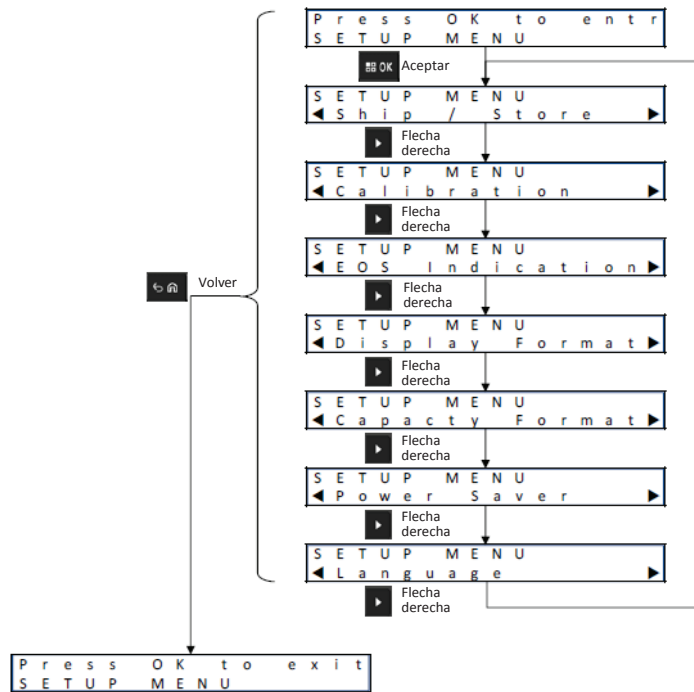 Press OK to entr
SETUP MENU
OK Aceptar
SETUP MENU
◀Ship / Store ▶
Flecha
derecha
SETUP MENU
◀Calibration ▶
Flecha
derecha
SETUP MENU
◀EOS Indication▶
Volver
Flecha
derecha
SETUP MENU
◀Display Format▶
Flecha
derecha
SETUP MENU
◀Capacty Format▶
Flecha
derecha
SETUP MENU
◀Power Saver ▶
Flecha
derecha
SETUP MENU
◀Language ▶
Flecha
derecha
Press OK to exit
SETUP MENU